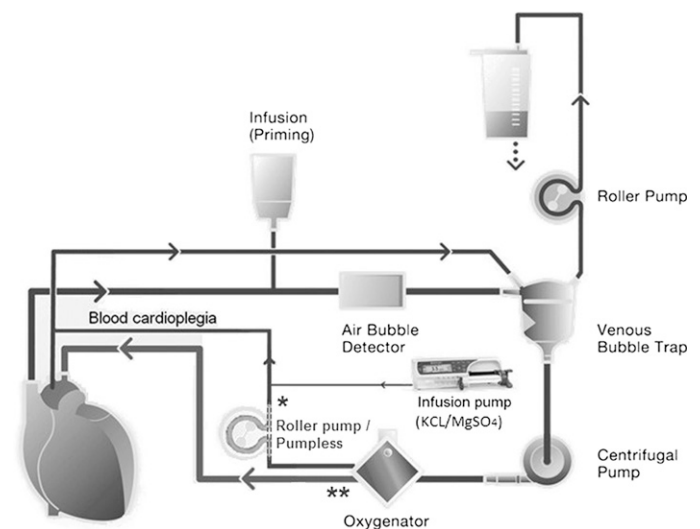 Infusion
(Priming)
Roller Pump
Blood cardioplegia
Air Bubble
Detector
Venous
Bubble Trap
*
Roller pump /
Pumpless
Infusion pump
(KCL/MgSO4)
Centrifugal
Pump
**
Oxygenator